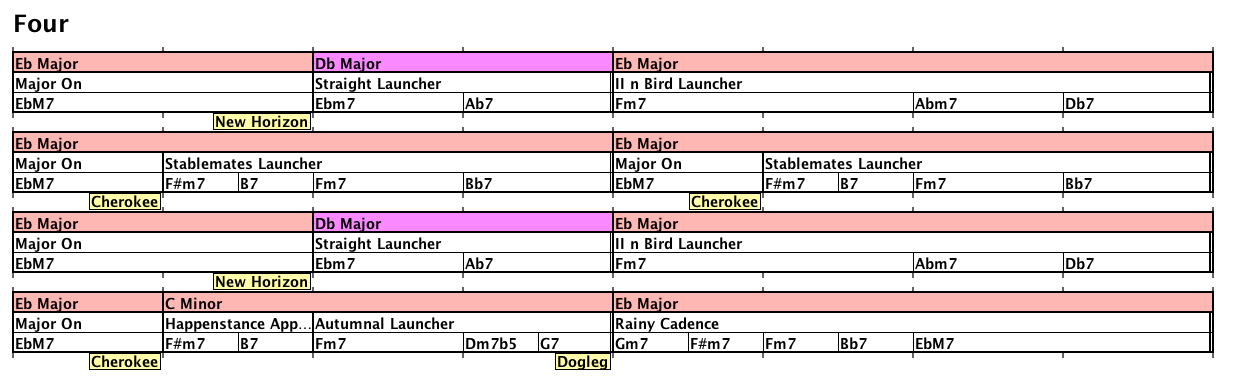 Four
Eb Major Db Major Eb Major
Major On Straight Launcher II n Bird Launcher
EbM7 Ebm7 Ab7 Fm7 Abm7 Db7
New Horizon
Eb Major Eb Major
Major On Stablemates Launcher Major On Stablemates Launcher
EbM7 F#m7 B7 Fm7 Bb7 EbM7 F#m7 B7 Fm7 Bb7
Cherokee Cherokee
Eb Major Db Major Eb Major
Major On Straight Launcher II n Bird Launcher
EbM7 Ebm7 Ab7 Fm7 Abm7 Db7
New Horizon
Eb Major C Minor Eb Major
Major On Happenstance App... Autumnal Launcher Rainy Cadence
EbM7 F#m7 B7 Fm7 Dm7b5 G7 Gm7 F#m7 Fm7 Bb7 EbM7
Cherokee Dogleg